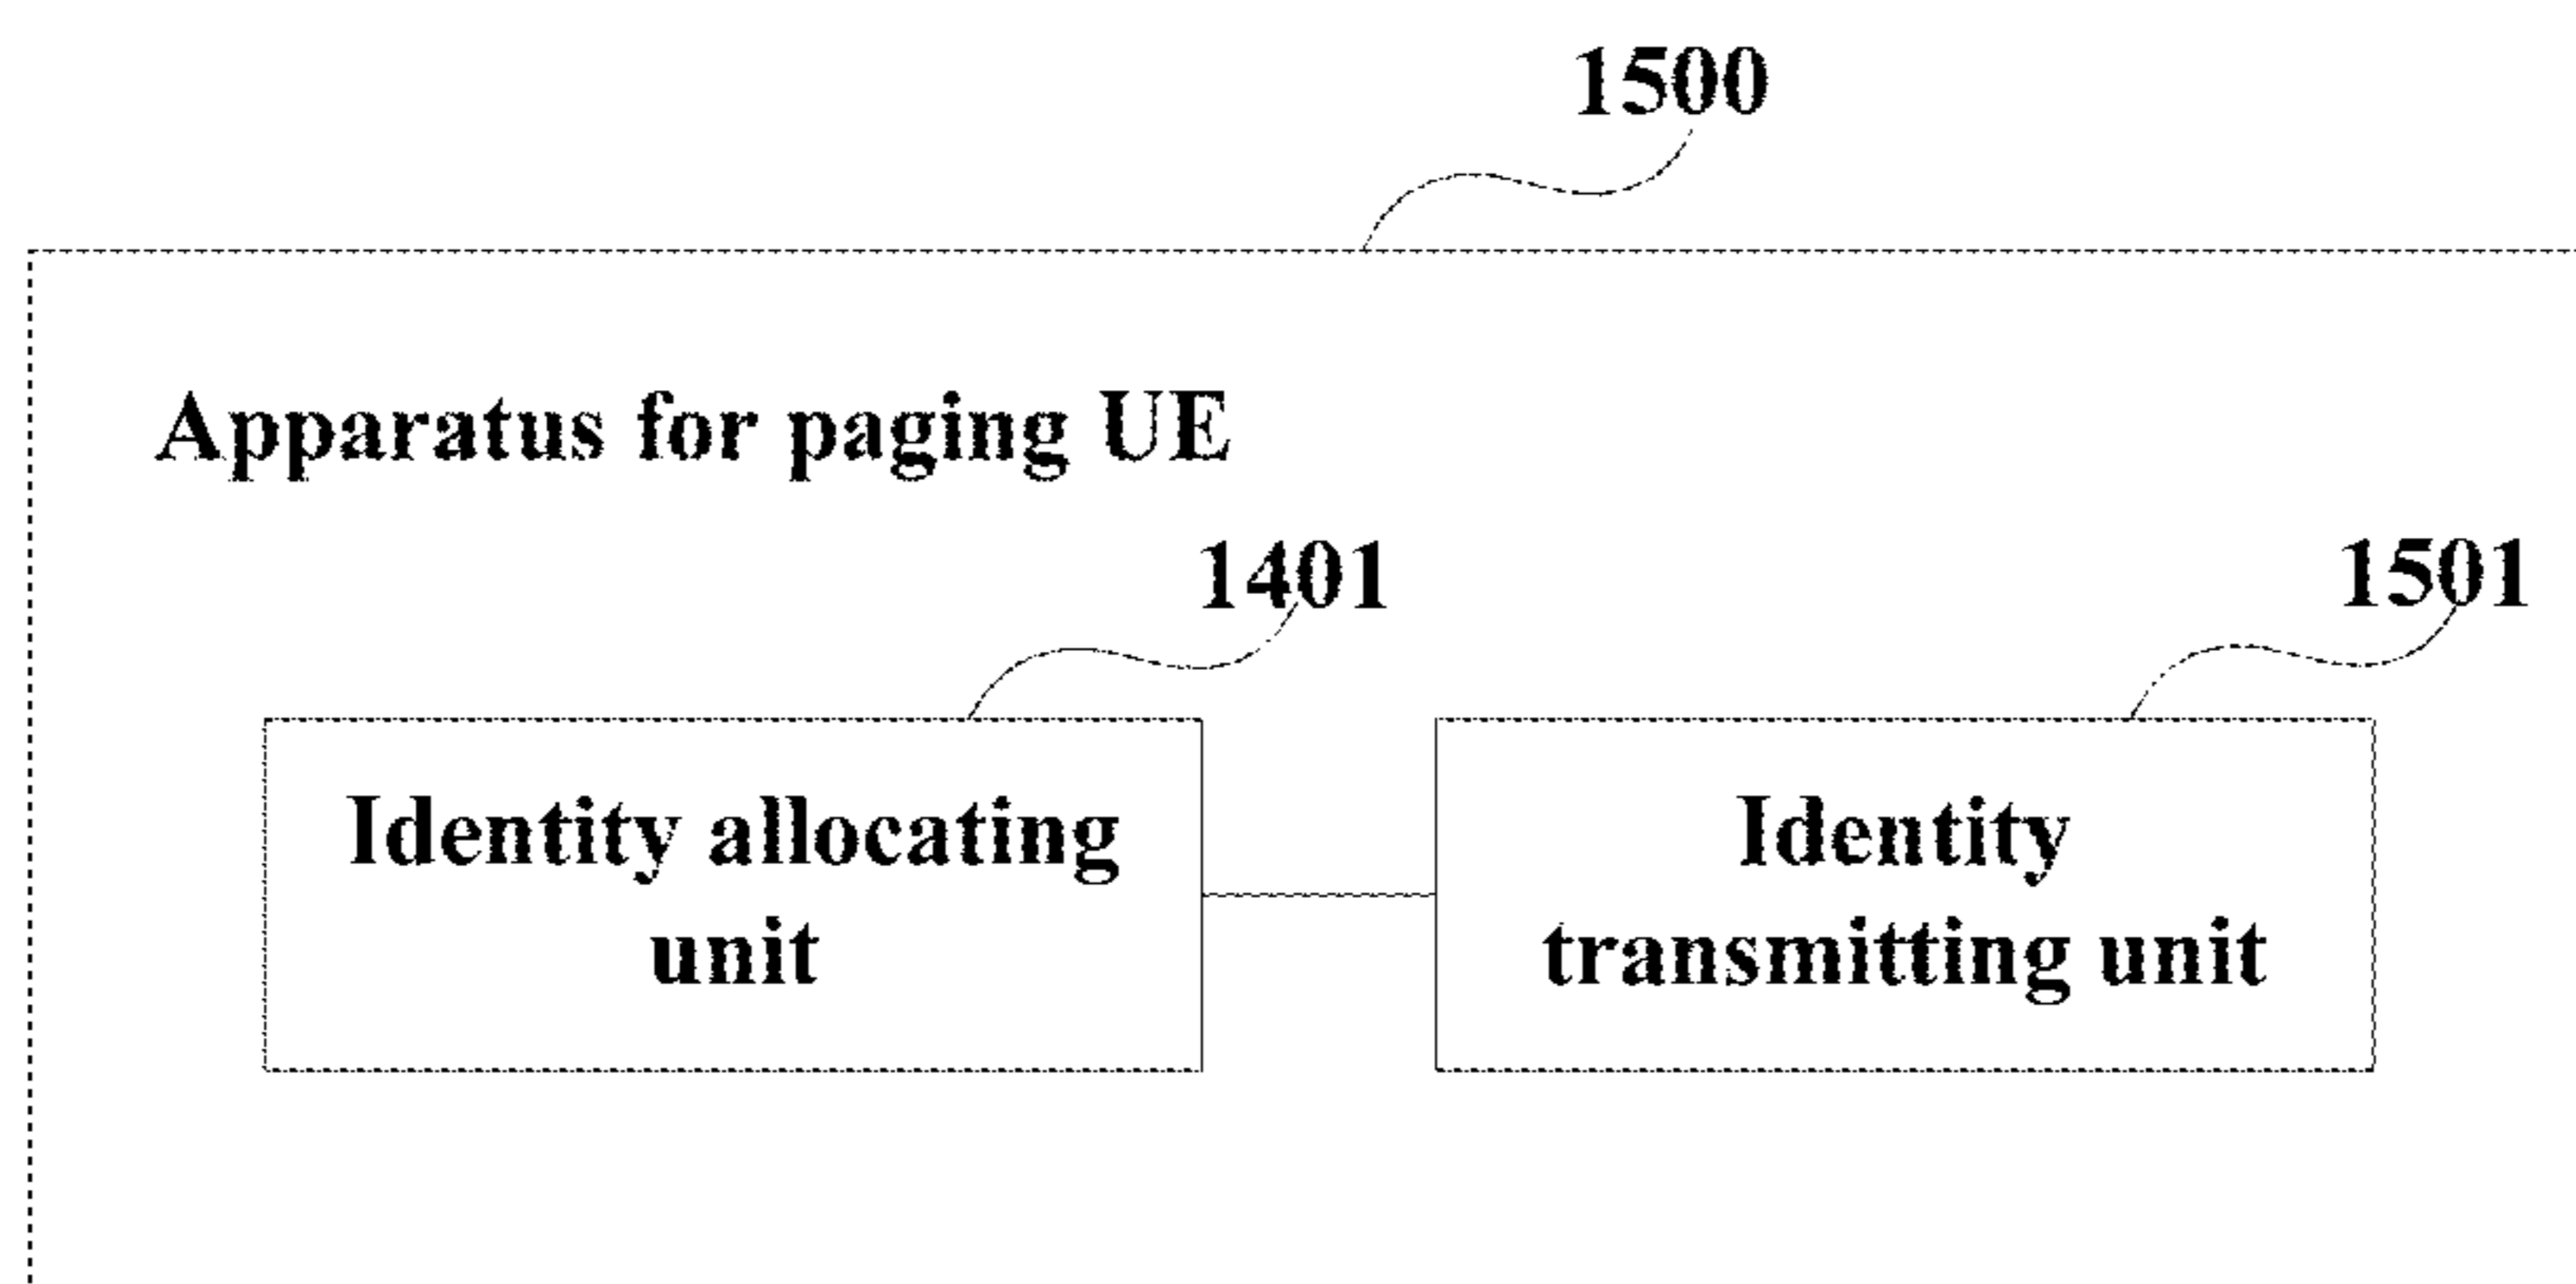 1500
Apparatus for paging UE
1401
1501
Identity allocating
unit
Identity
transmitting unit